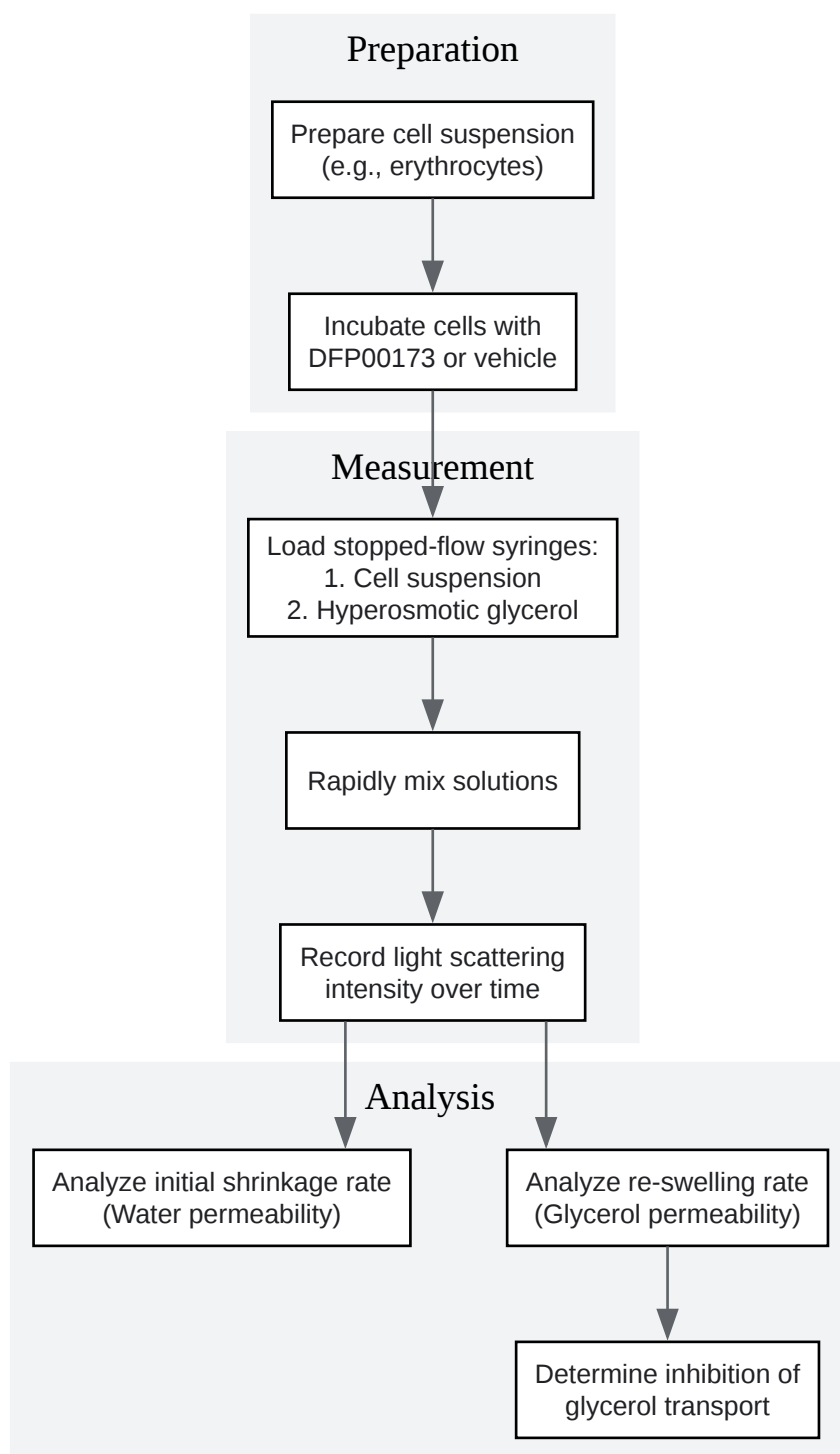 Preparation
Prepare cell suspension
(e.g., erythrocytes)
Incubate cells with
DFP00173 or vehicle
Measurement
Load stopped-flow syringes:
1. Cell suspension
2. Hyperosmotic glycerol
Rapidly mix solutions
Record light scattering
intensity over time
Analysis
Analyze initial shrinkage rate
(Water permeability)
Analyze re-swelling rate
(Glycerol permeability)
Determine inhibition of
glycerol transport